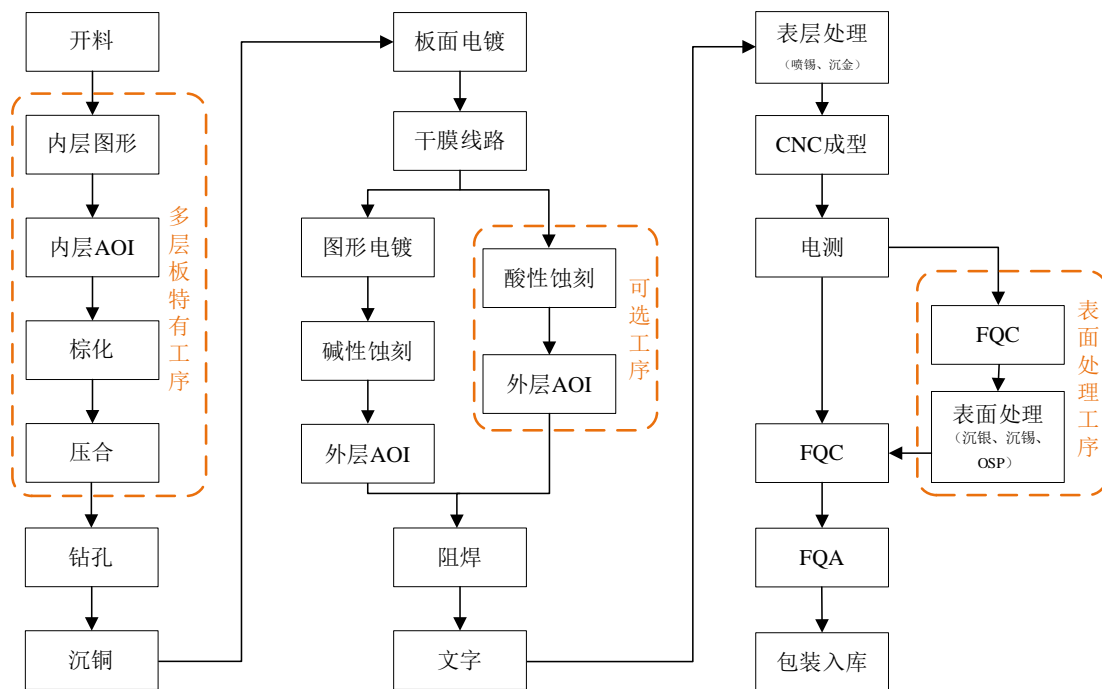 开料
内层图形
内层AOI
棕化
压合
多层板特有工序
钻孔
沉铜
板面电镀
干膜线路
图形电镀
碱性蚀刻
外层AOI
酸性蚀刻
外层AOI
可选工序
阻焊
文字
表层处理
（喷锡、沉金）
CNC成型
电测
FQC
表面处理
（沉银、沉锡、
OSP）
表面处理工序
FQC
FQA
包装入库